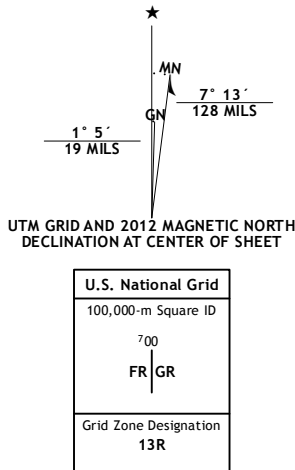 ★
MN
GN
7° 13´
128 MILS
1° 5´
19 MILS
UTM GRID AND 2012 MAGNETIC NORTH
DECLINATION AT CENTER OF SHEET
U.S. National Grid
100,000-m Square ID
⁷00
FR GR
Grid Zone Designation
13R